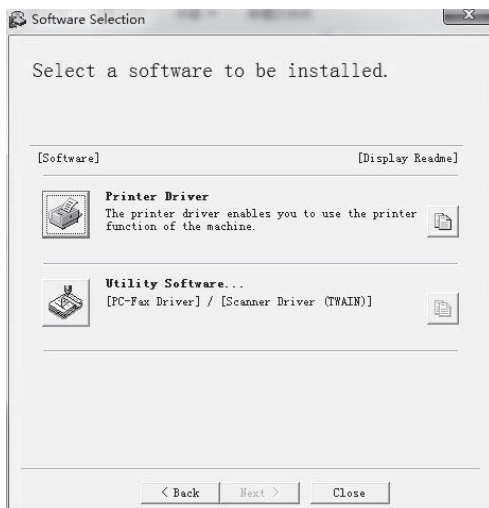 Software Selection
Select a software to be installed.
[Software] [Display Readme]
Printer Driver
The printer driver enables you to use the printer
function of the machine.
Utility Software...
[PC-Fax Driver] / [Scanner Driver (TWAIN)]
< Back Next > Close